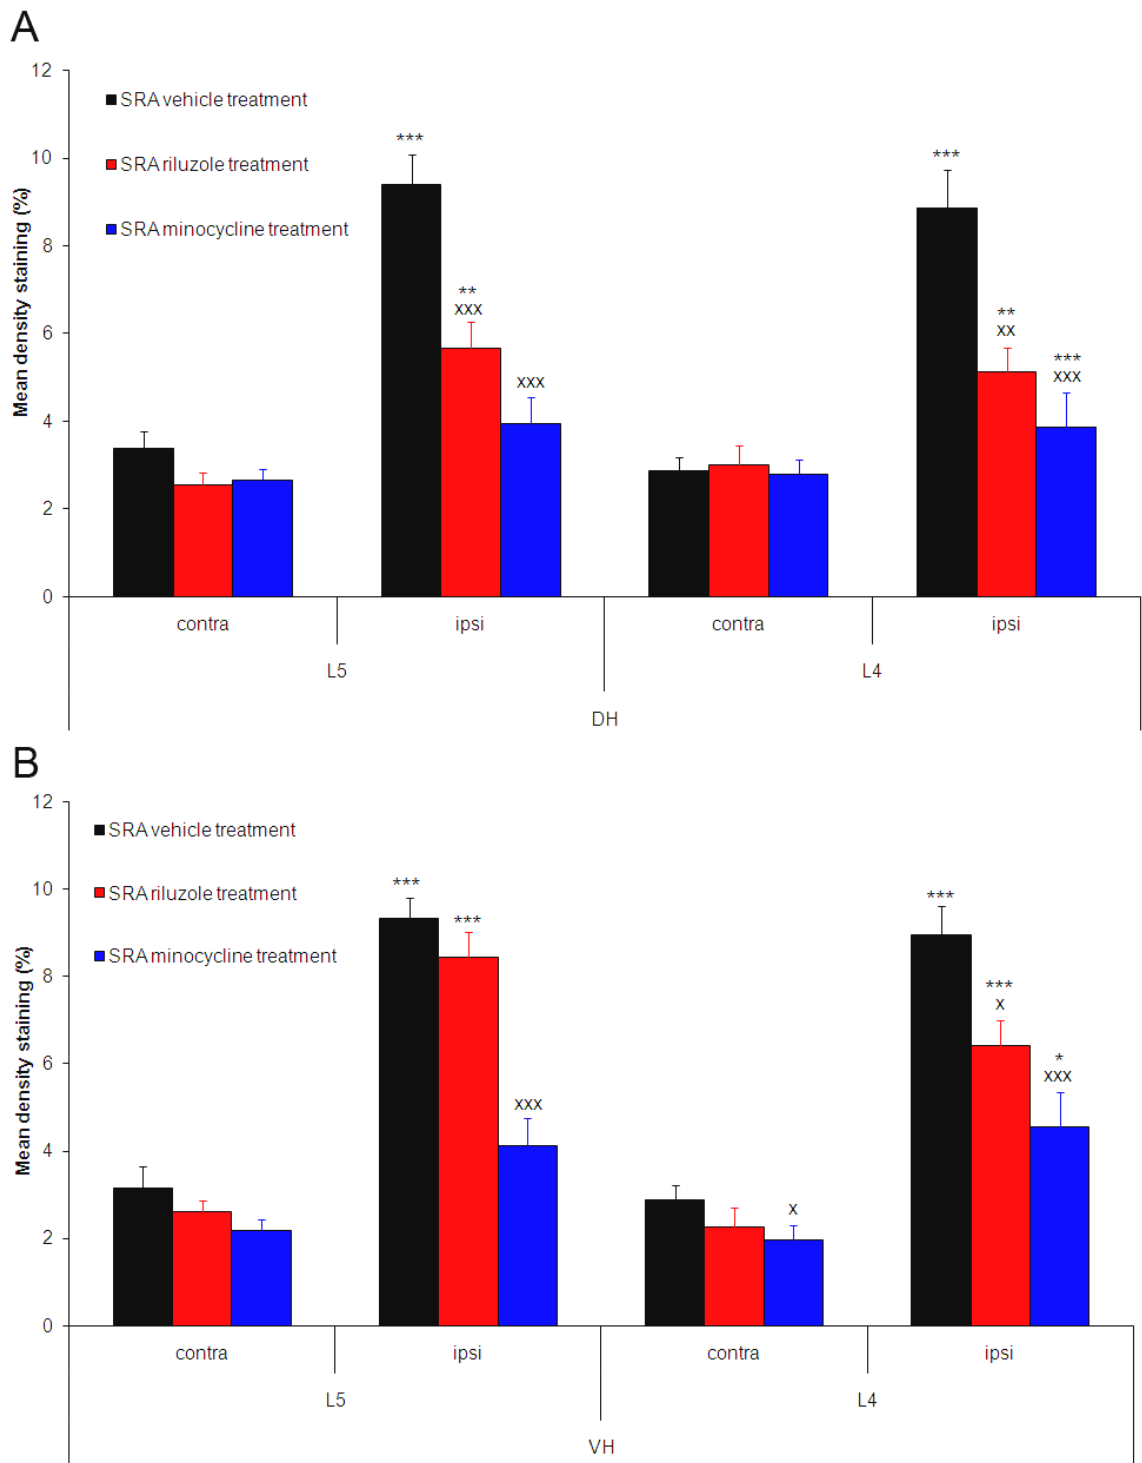 A
12
10
8
6
4
2
0
Mean density staining (%)
SRA vehicle treatment
SRA riluzole treatment
SRA minocycline treatment
***
**
xxx
xxx
***
**
xx
***
xxx
contra
ipsi
contra
ipsi
L5
L4
DH
B
12
10
8
6
4
2
0
Mean density staining (%)
SRA vehicle treatment
SRA riluzole treatment
SRA minocycline treatment
***
***
xxx
x
***
***
x
*
xxx
contra
ipsi
contra
ipsi
L5
L4
VH